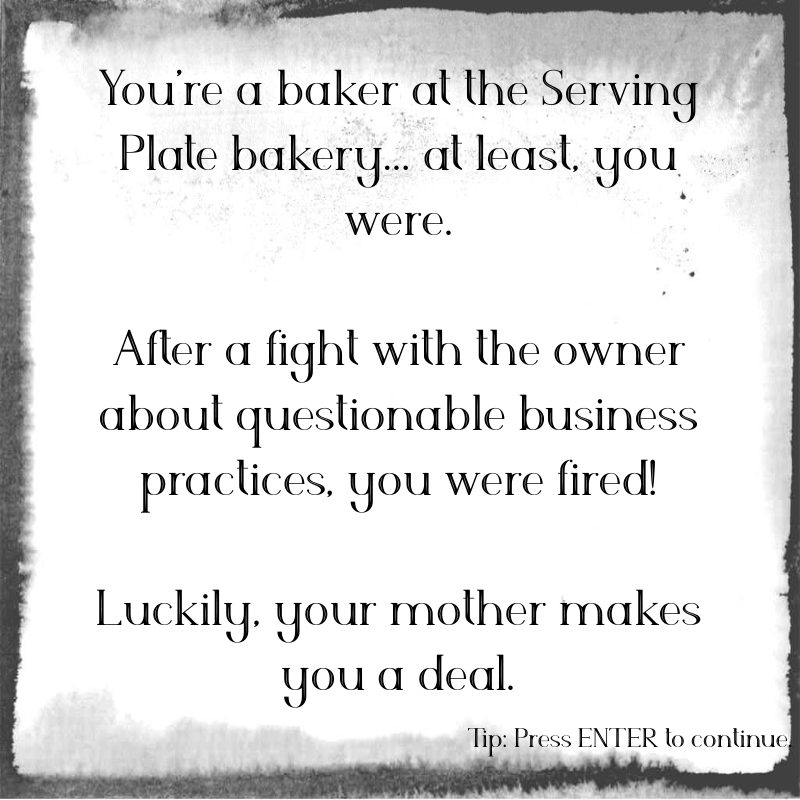 You're a baker at the Serving
Plate bakery... at least, you
were.
After a fight with the owner
about questionable business
practices, you were fired!
Luckily, your mother makes
you a deal.
Tip: Press ENTER to continue.